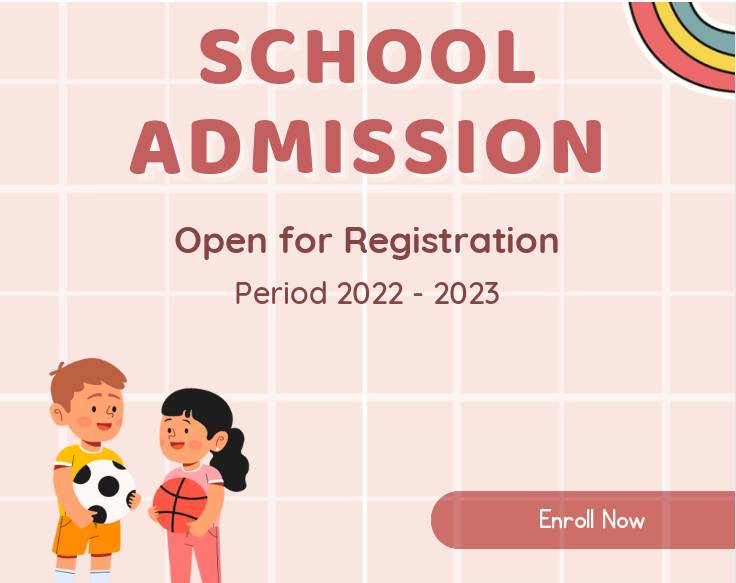 SCHOOL
ADMISSION
Open for Registration
Period 2022 - 2023
Enroll Now